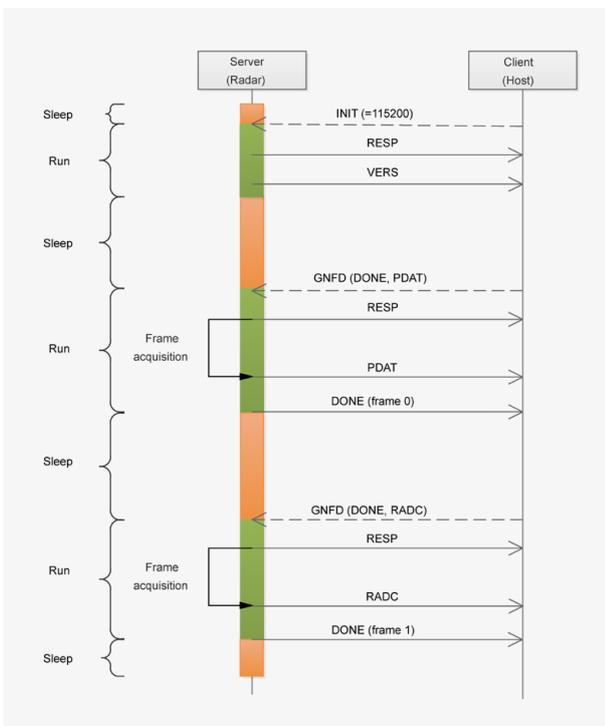 Server
(Radar)
Client
(Host)
Sleep
INIT (=115200)
RESP
Run
VERS
Sleep
GNFD (DONE, PDAT)
RESP
Frame
acquisition
Run
PDAT
DONE (frame 0)
Sleep
GNFD (DONE, RADC)
RESP
Frame
acquisition
Run
RADC
DONE (frame 1)
Sleep